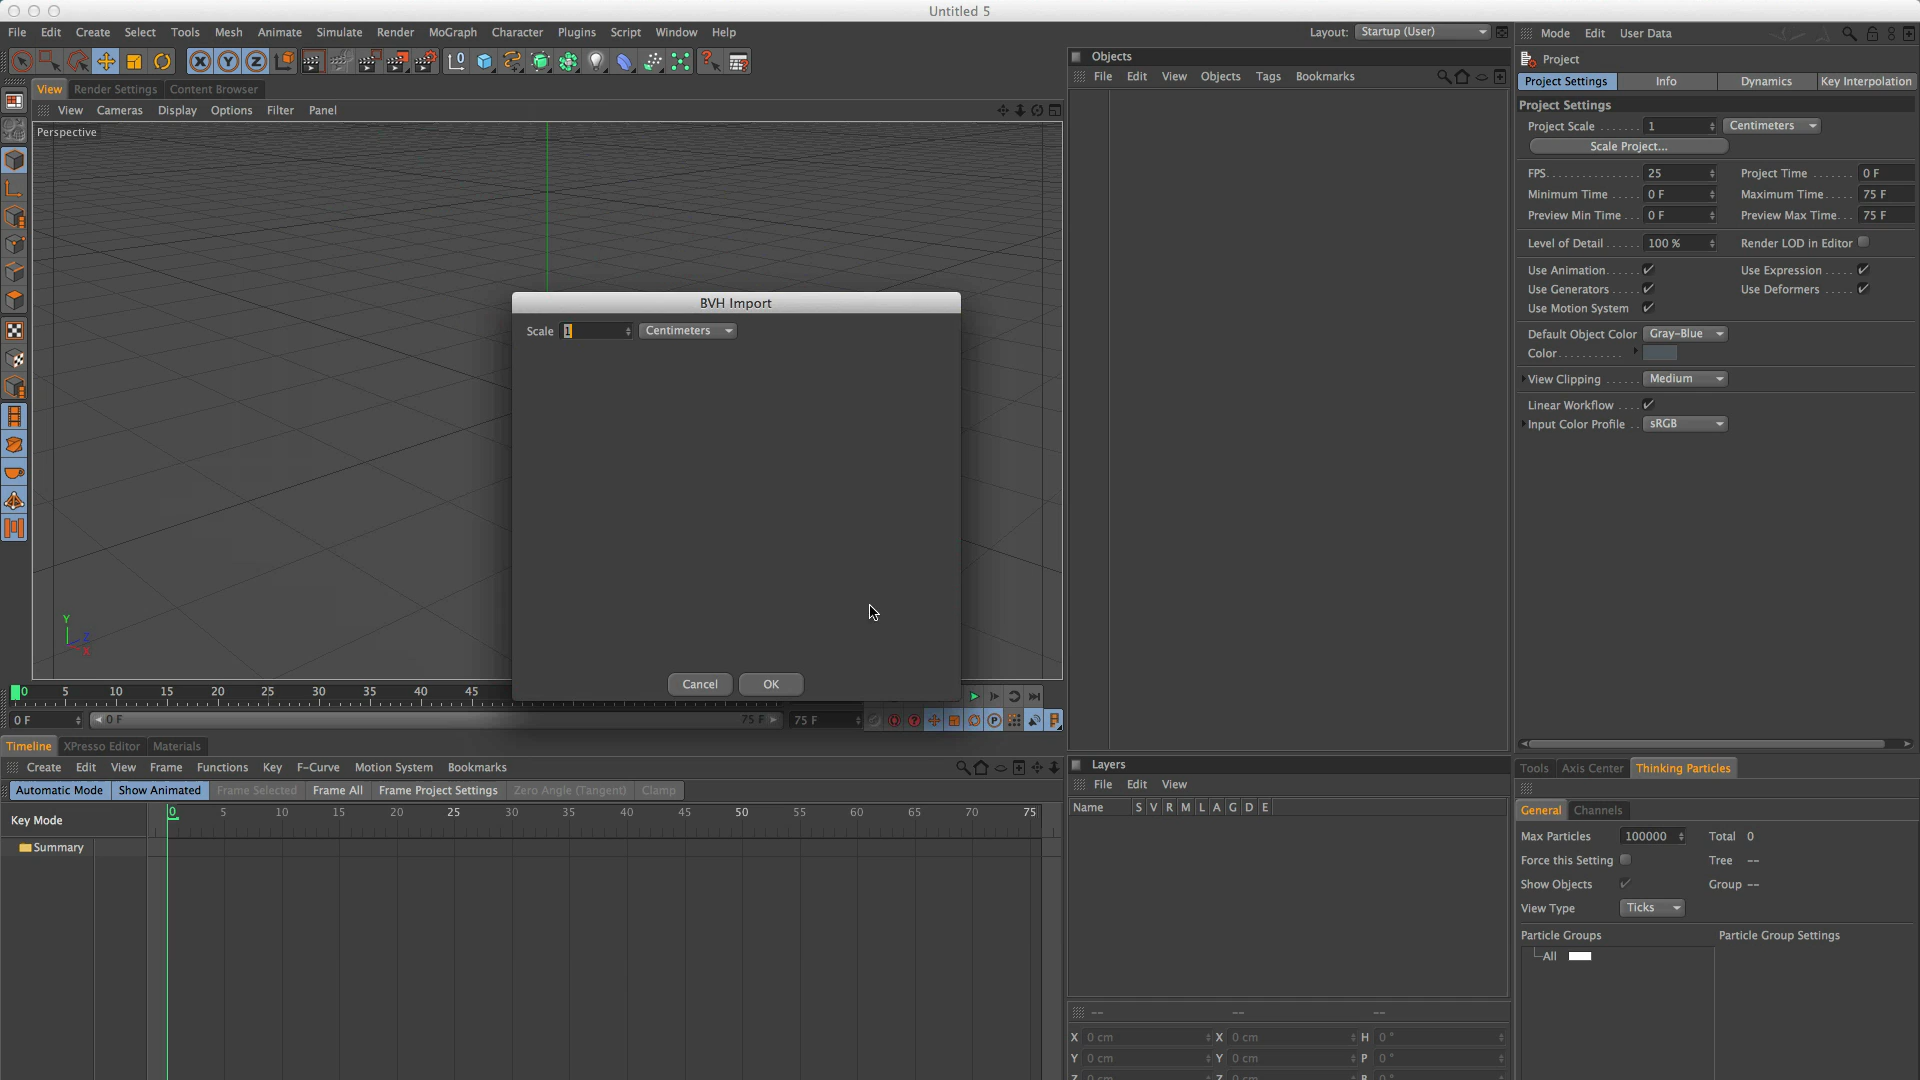 Untitled 5
File Edit Create Select Tools Mesh Animate Simulate Render MoGraph Character Plugins Script Window Help
Layout: Startup (User)
Mode Edit User Data
X Y Z
Objects
File Edit View Objects Tags Bookmarks
Project
View Render Settings Content Browser
Project Settings Info Dynamics Key Interpolation
View Cameras Display Options Filter Panel
Project Settings
Perspective
Project Scale 1 Centimeters
Scale Project...
FPS 25 Project Time 0 F
Minimum Time 0 F Maximum Time 75 F
Preview Min Time 0 F Preview Max Time 75 F
Level of Detail 100 % Render LOD in Editor
Use Animation Use Expression
Use Generators Use Deformers
Use Motion System
BVH Import
Scale 1 Centimeters
Default Object Color Gray-Blue
Color
View Clipping Medium
Linear Workflow
Input Color Profile sRGB
Y
Z
X
Cancel OK
0 5 10 15 20 25 30 35 40 45
0 F 0 F 75 F 75 F
P
Timeline XPresso Editor Materials
Create Edit View Frame Functions Key F-Curve Motion System Bookmarks
Automatic Mode Show Animated Frame Selected Frame All Frame Project Settings Zero Angle (Tangent) Clamp
Key Mode 0 5 10 15 20 25 30 35 40 45 50 55 60 65 70 75
Summary
Layers
File Edit View
Name S V R M L A G D E
-- -- --
X 0 cm X 0 cm H 0 °
Y 0 cm Y 0 cm P 0 °
Z 0 cm Z 0 cm B 0 °
Tools Axis Center Thinking Particles
General Channels
Max Particles 100000 Total 0
Force this Setting Tree --
Show Objects Group --
View Type Ticks
Particle Groups Particle Group Settings
All